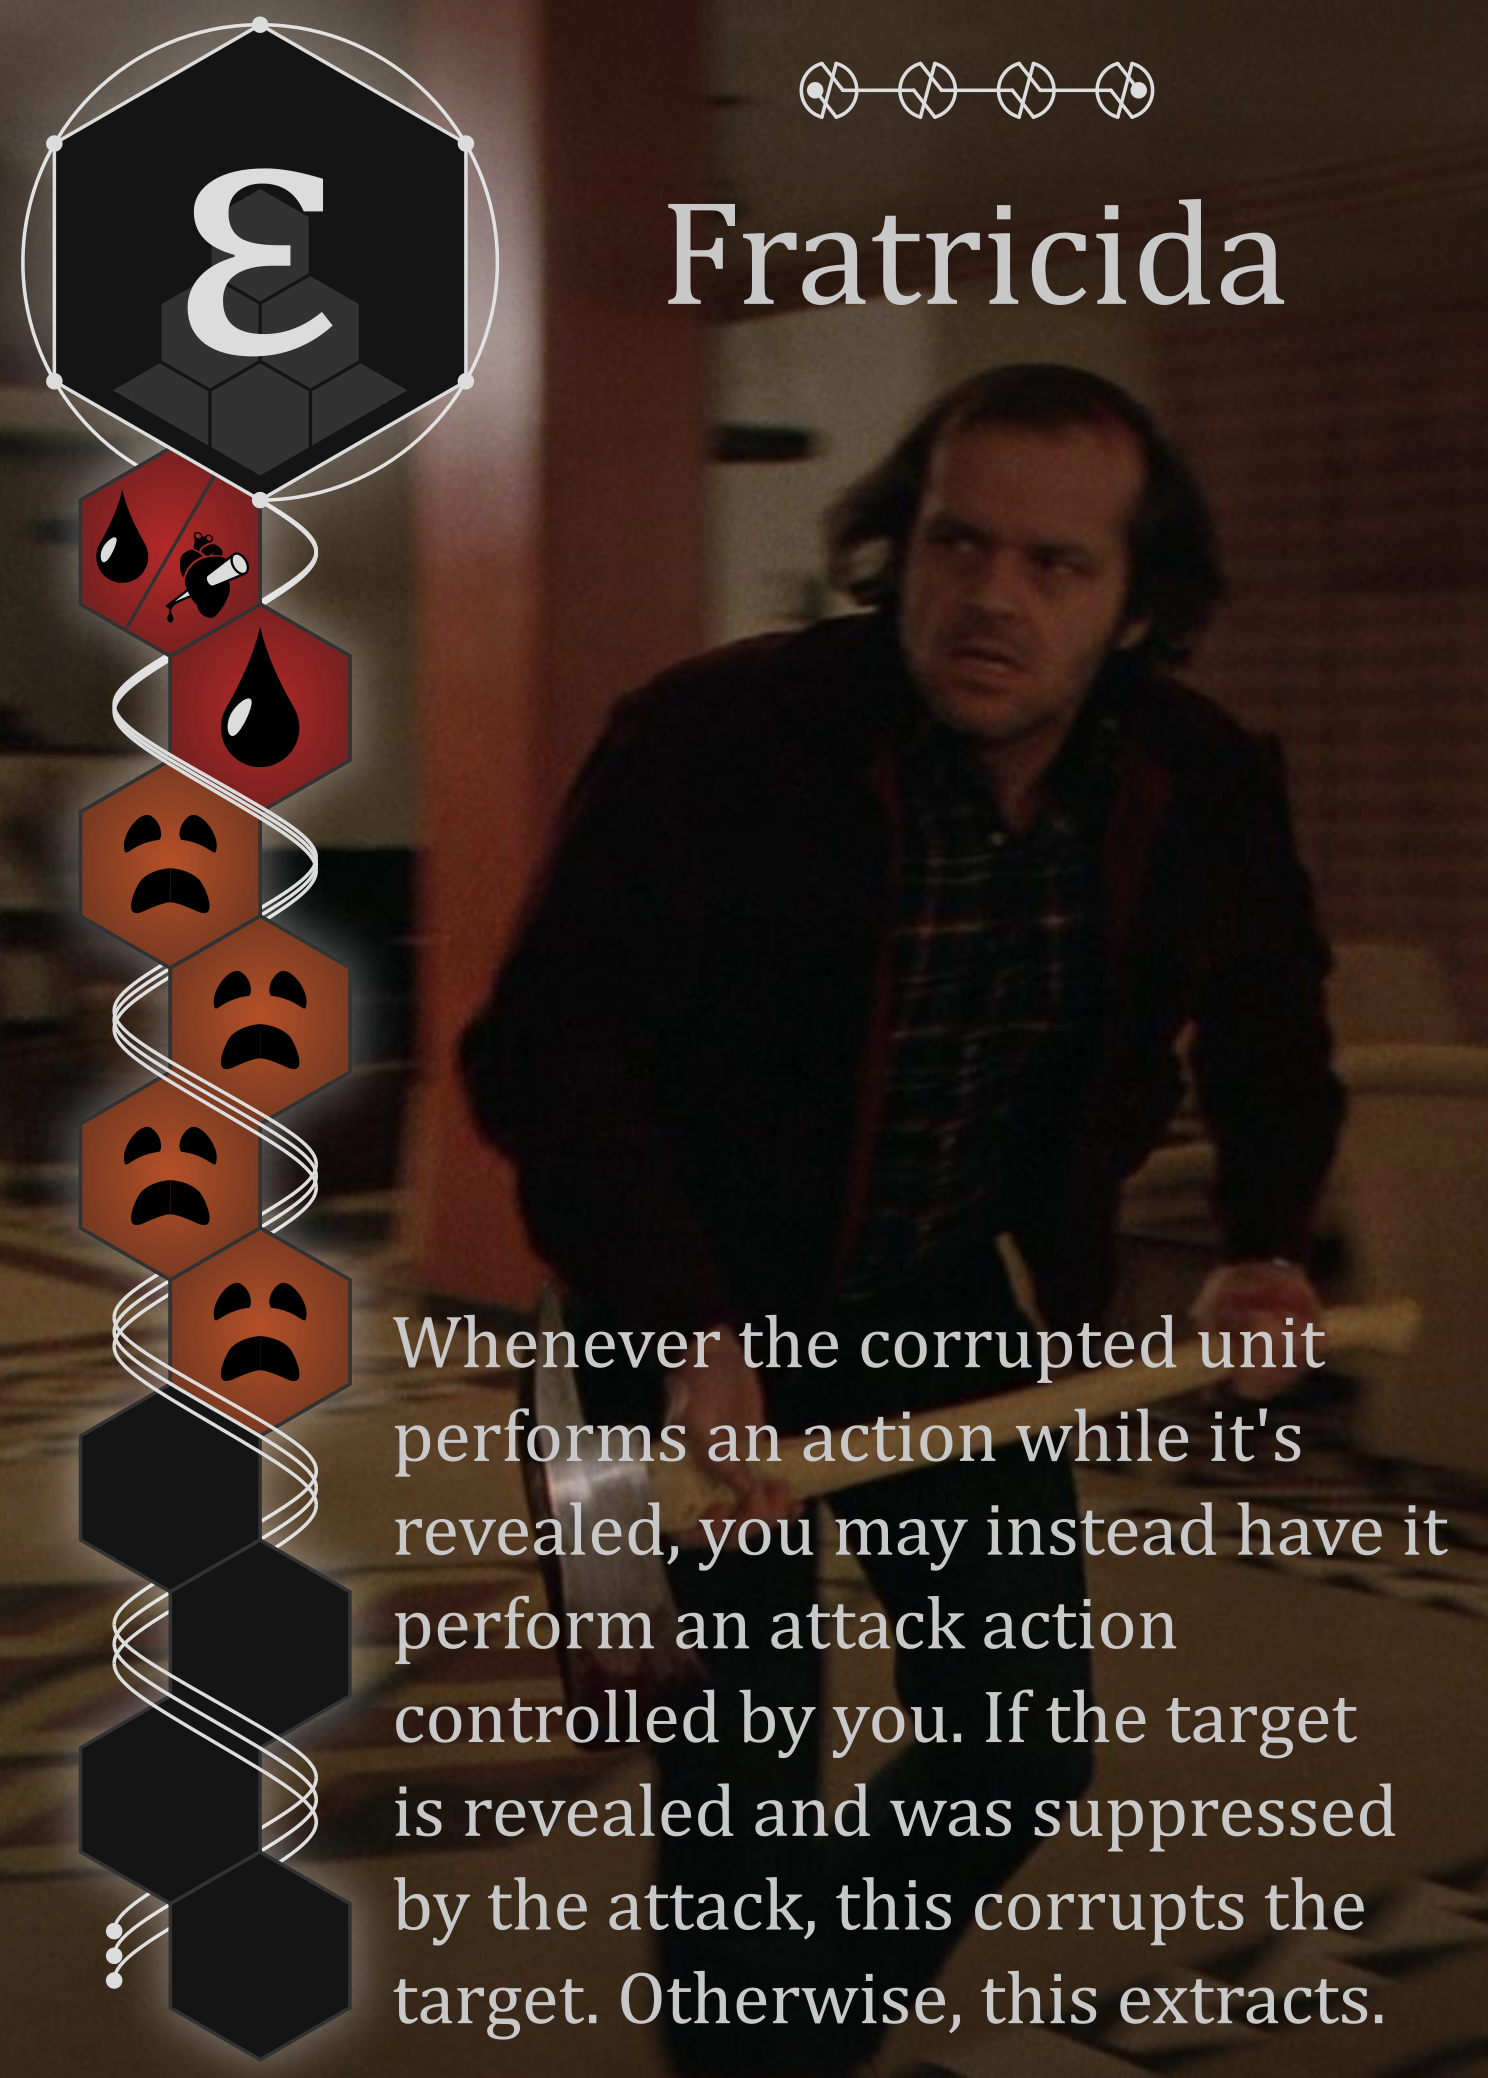 ε
Fratricida
Whenever the corrupted unit
performs an action while it's
revealed, you may instead have it
perform an attack action
controlled by you. If the target
is revealed and was suppressed
by the attack, this corrupts the
target. Otherwise, this extracts.